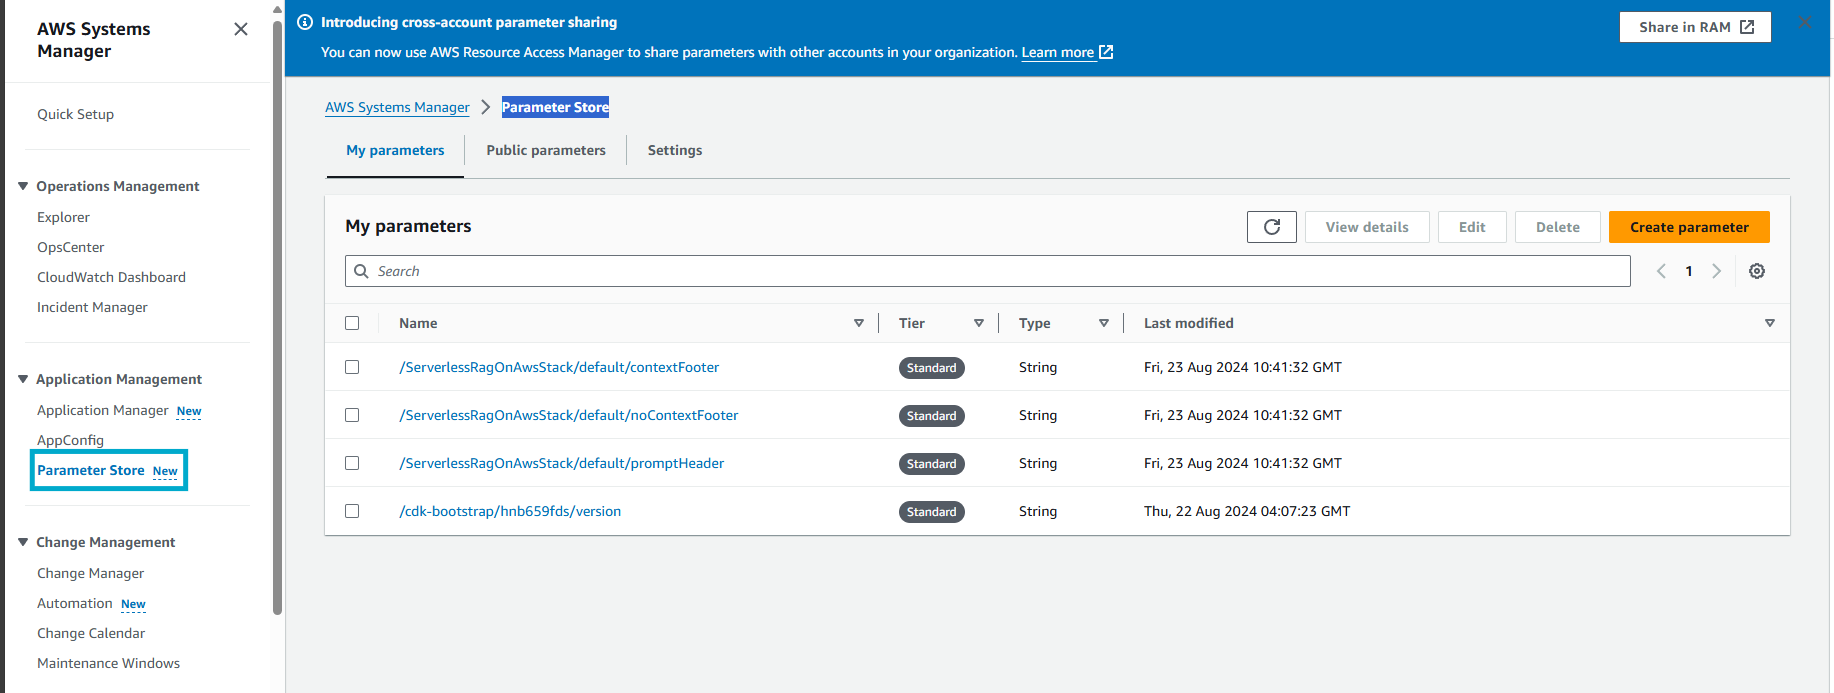 AWS Systems
Manager
Quick Setup
Operations Management
Explorer
OpsCenter
CloudWatch Dashboard
Incident Manager
Application Management
Application Manager New
AppConfig
Parameter Store New
Change Management
Change Manager
Automation New
Change Calendar
Maintenance Windows
Introducing cross-account parameter sharing
You can now use AWS Resource Access Manager to share parameters with other accounts in your organization. Learn more
Share in RAM
AWS Systems Manager > Parameter Store
My parameters Public parameters Settings
My parameters
View details Edit Delete Create parameter
Search
1
Name Tier Type Last modified
/ServerlessRagOnAwsStack/default/contextFooter Standard String Fri, 23 Aug 2024 10:41:32 GMT
/ServerlessRagOnAwsStack/default/noContextFooter Standard String Fri, 23 Aug 2024 10:41:32 GMT
/ServerlessRagOnAwsStack/default/promptHeader Standard String Fri, 23 Aug 2024 10:41:32 GMT
/cdk-bootstrap/hnb659fds/version Standard String Thu, 22 Aug 2024 04:07:23 GMT